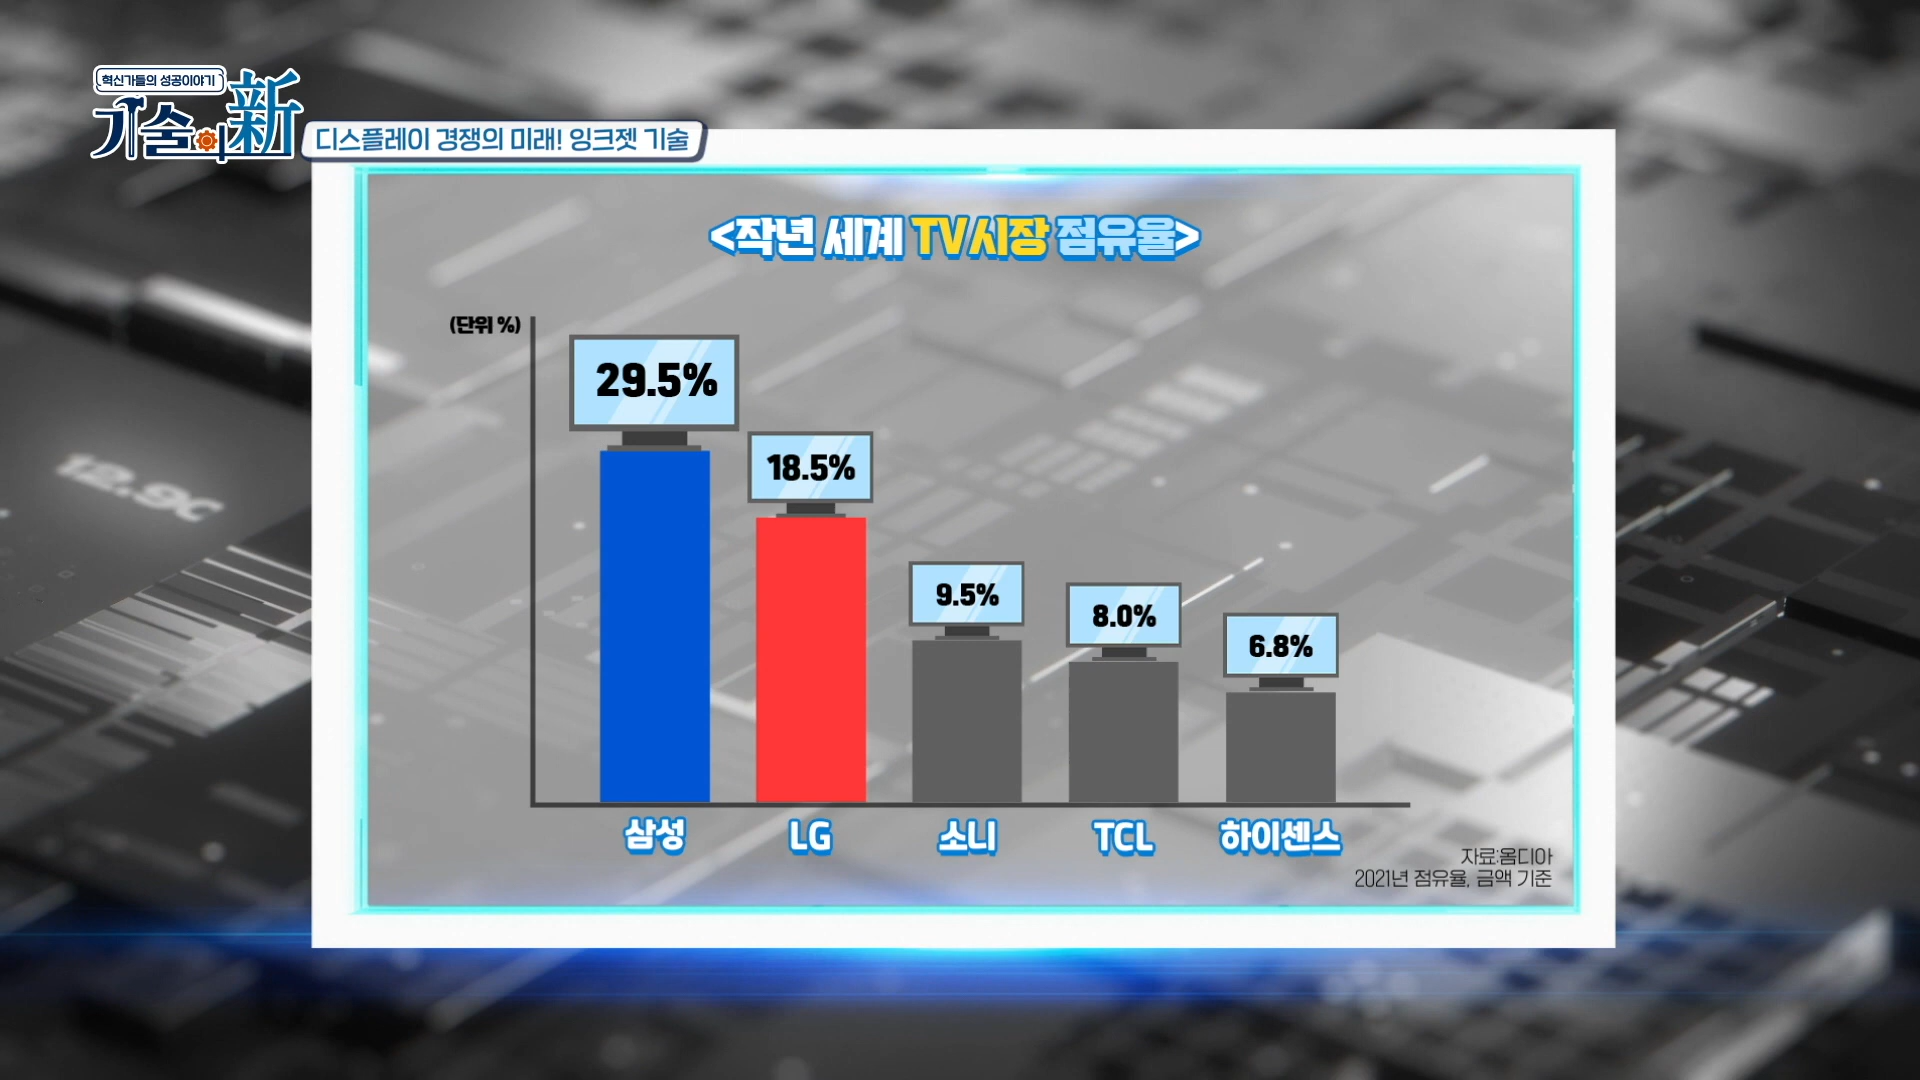 혁신가들의 성공이야기
기술의 新
디스플레이 경쟁의 미래! 잉크젯 기술
<작년 세계 TV시장 점유율>
(단위 %)
29.5%
18.5%
9.5%
8.0%
6.8%
삼성
LG
소니
TCL
하이센스
자료:옴디아
2021년 점유율, 금액 기준
12.9C